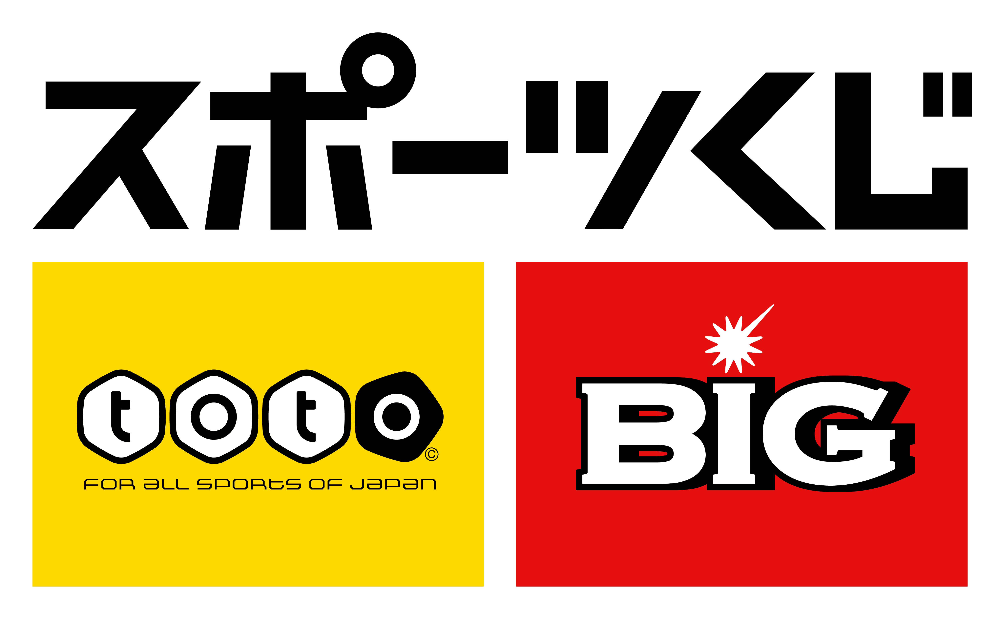 スポーツくじ
toto
©
FOR ALL SPORTS OF JAPAN
BIG